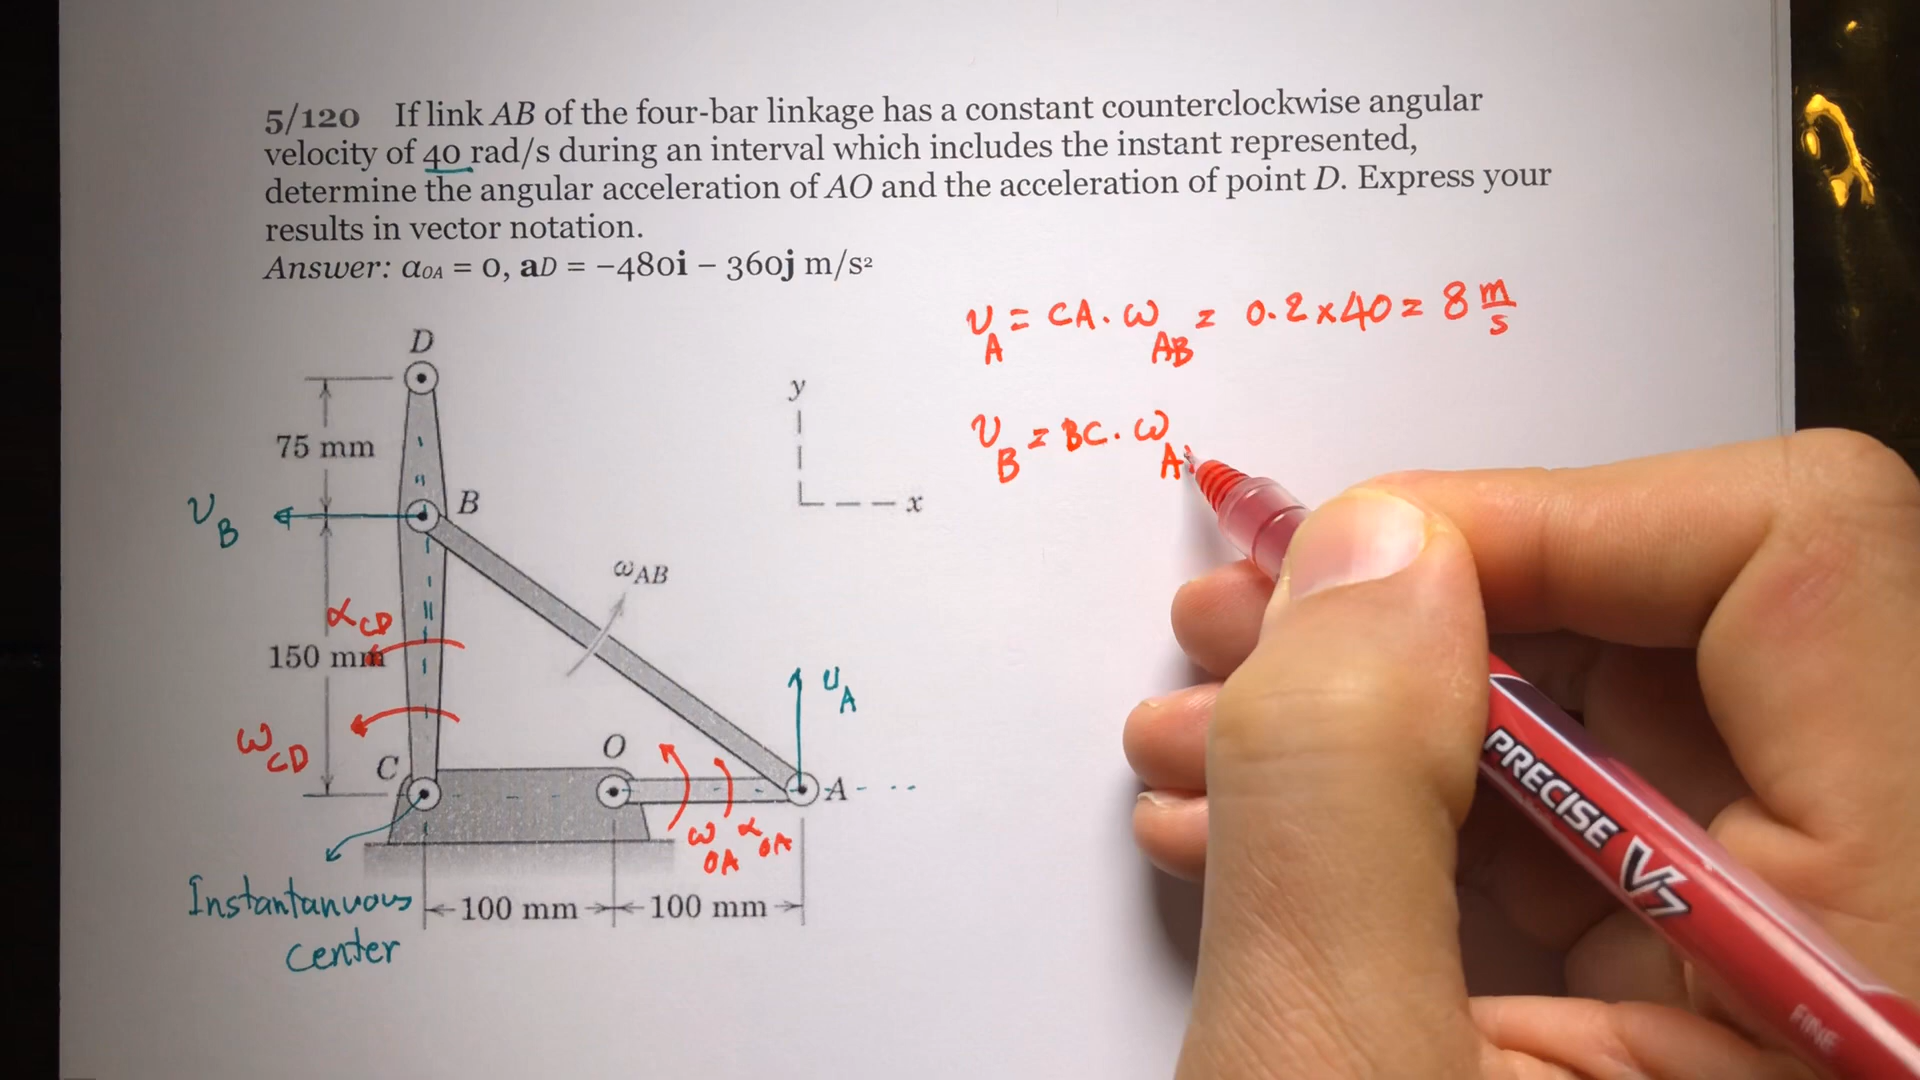 5/120 If link AB of the four-bar linkage has a constant counterclockwise angular
velocity of 40 rad/s during an interval which includes the instant represented,
determine the angular acceleration of AO and the acceleration of point D. Express your
results in vector notation.
Answer: αOA = 0, aD = −480i − 360j m/s²
υA = CA. ωAB = 0.2 × 40 = 8 m/s
υB = BC. ωA
D
75 mm
B
υB
y
x
ωAB
αCD
150 mm
υA
ωCD
C
O
A
ωOA αOA
Instantanuous
center
100 mm
100 mm
PRECISE V7
FINE